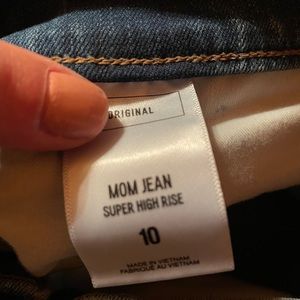 ORIGINAL
MOM JEAN
SUPER HIGH RISE
10
MADE IN VIETNAM
FABRIQUÉ AU VIETNAM